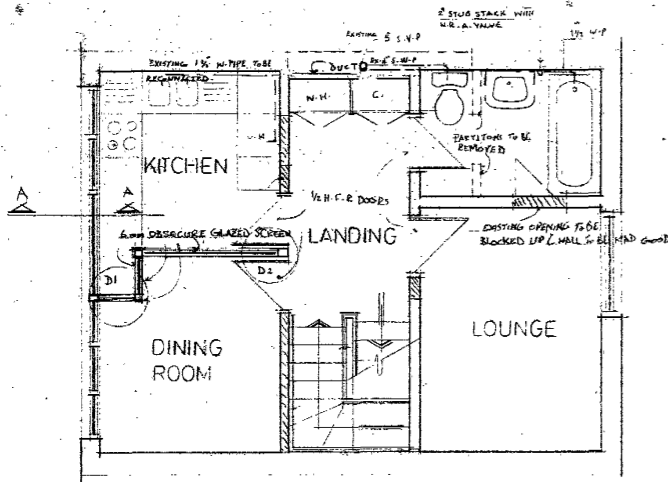 2" STUB STACK WITH
N.R.A. VALVE
EXISTING 5 S.V.P
1½ W.P
EXISTING 1½" W.PIPE TO BE
RECONNECTED
DUCT
W.H.
C.
PARTITONS TO BE
REMOVED
KITCHEN
A
A
½ H.F.R DOORS
6mm OBSECURE GLAZED SCREEN
LANDING
EXISTING OPENING TO BE
BLOCKED UP & WALL TO BE MAD GOOD
D1
D2
DINING
ROOM
LOUNGE